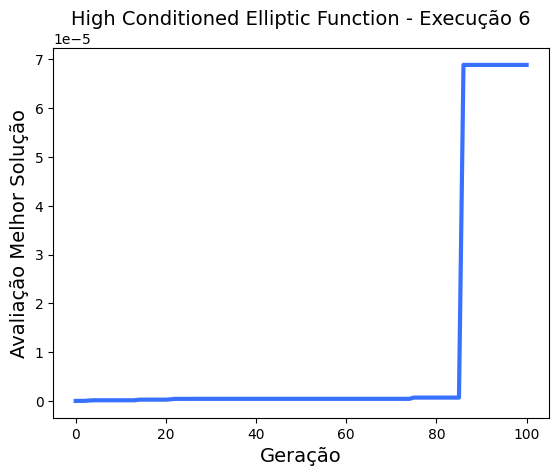 High Conditioned Elliptic Function - Execução 6
1e−5
7
6
5
4
3
2
1
0
Avaliação Melhor Solução
0 20 40 60 80 100
Geração